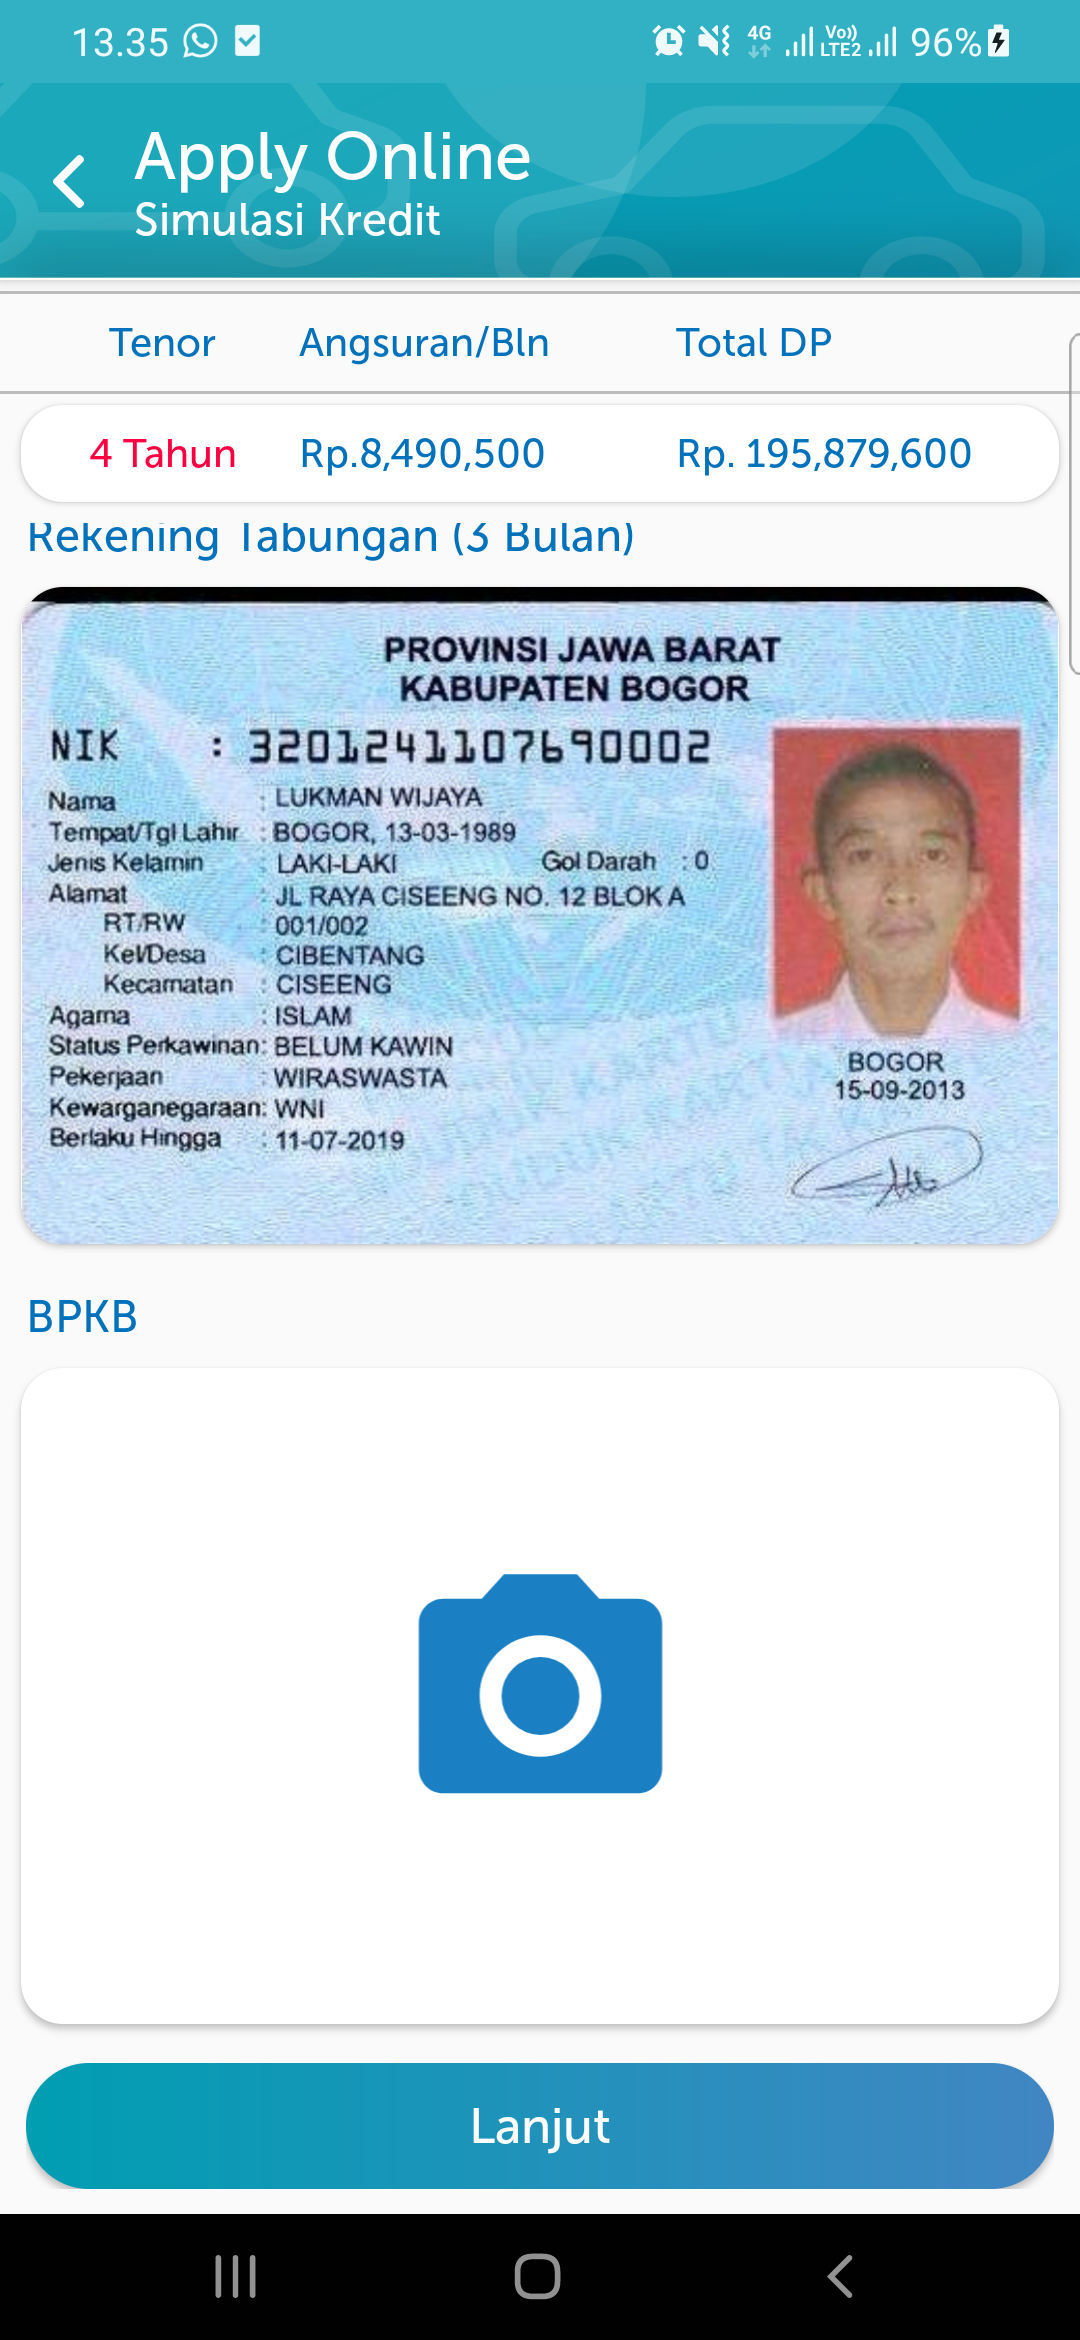 13.35
4G Vo)) LTE2 96%
Apply Online
Simulasi Kredit
Tenor Angsuran/Bln Total DP
4 Tahun Rp.8,490,500 Rp. 195,879,600
Rekening Tabungan (3 Bulan)
PROVINSI JAWA BARAT
KABUPATEN BOGOR
NIK : 3201241107690002
Nama : LUKMAN WIJAYA
Tempat/Tgl Lahir : BOGOR, 13-03-1989
Jenis Kelamin : LAKI-LAKI Gol Darah : 0
Alamat : JL RAYA CISEENG NO. 12 BLOK A
RT/RW : 001/002
Kel/Desa : CIBENTANG
Kecamatan : CISEENG
Agama : ISLAM
Status Perkawinan: BELUM KAWIN
Pekerjaan : WIRASWASTA
Kewarganegaraan: WNI
Berlaku Hingga : 11-07-2019
BOGOR
15-09-2013
BPKB
Lanjut